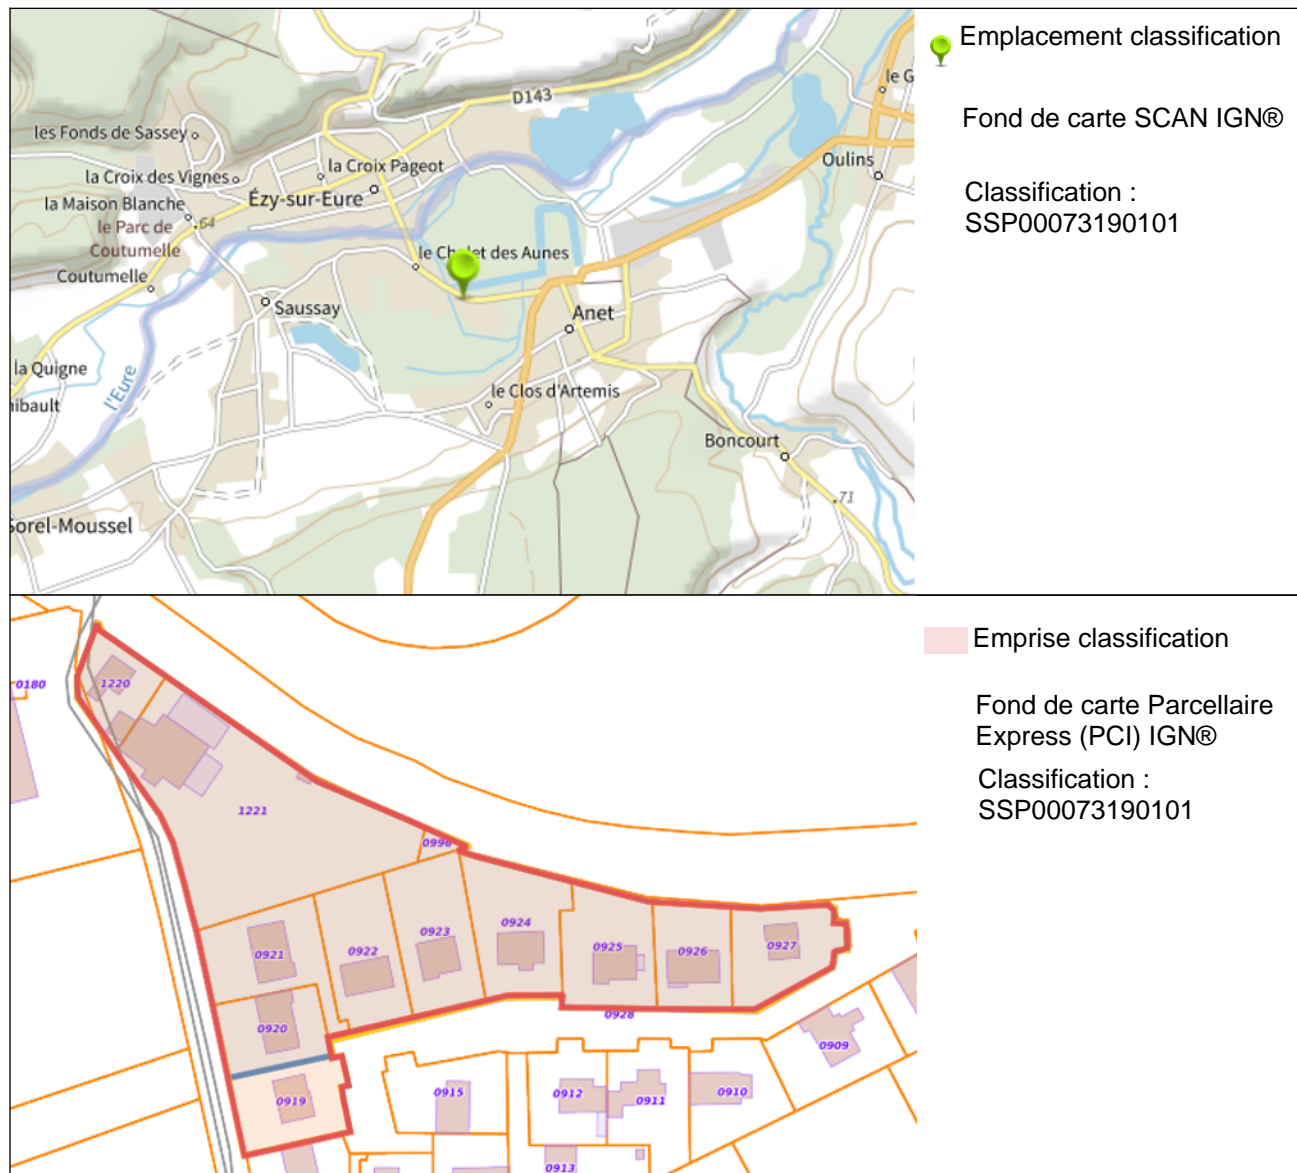 Emplacement classification
Fond de carte SCAN IGN®
Classification :
SSP00073190101
D143
les Fonds de Sassey
la Croix des Vignes
la Croix Pageot
Ézy-sur-Eure
la Maison Blanche
64
le Parc de
Coutumelle
Coutumelle
Oulins
Saussay
Anet
la Quigne
l'Eure
le Clos d'Artemis
Boncourt
71
Sorel-Moussel
Emprise classification
Fond de carte Parcellaire
Express (PCI) IGN®
Classification :
SSP00073190101
0180
1220
1221
0996
0921
0922
0923
0924
0925
0926
0927
0920
0928
0919
0915
0912
0911
0910
0909
0913